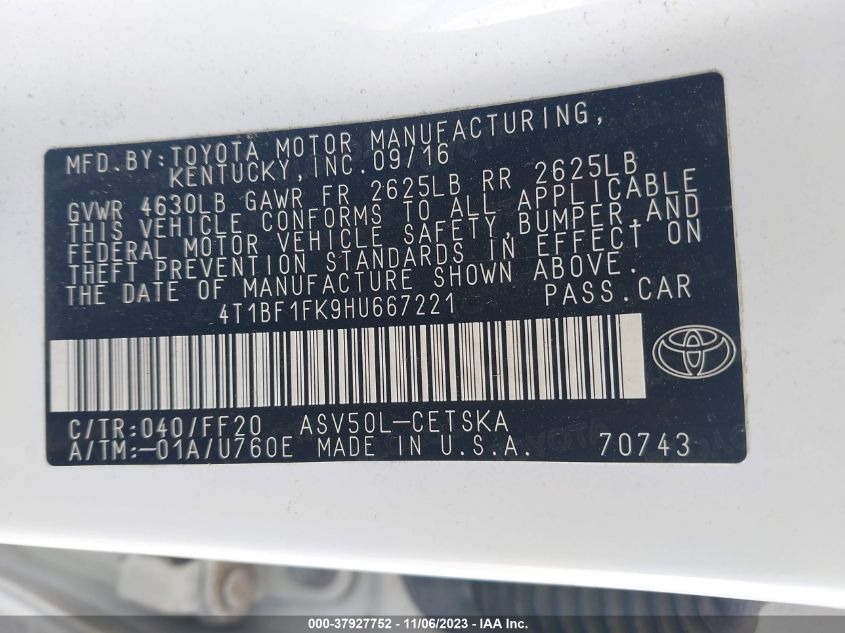 MFD.BY:TOYOTA MOTOR MANUFACTURING,
KENTUCKY, INC.09/16
GVWR 4630LB GAWR FR 2625LB RR 2625LB
THIS VEHICLE CONFORMS TO ALL APPLICABLE
FEDERAL MOTOR VEHICLE SAFETY,BUMPER,AND
THEFT PREVENTION STANDARDS IN EFFECT ON
THE DATE OF MANUFACTURE SHOWN ABOVE.
4T1BF1FK9HU667221 PASS.CAR
C/TR:040/FF20 ASV50L-CETSKA
A/TM:-01A/U760E MADE IN U.S.A. 70743
000-37927752 - 11/06/2023 - IAA Inc.